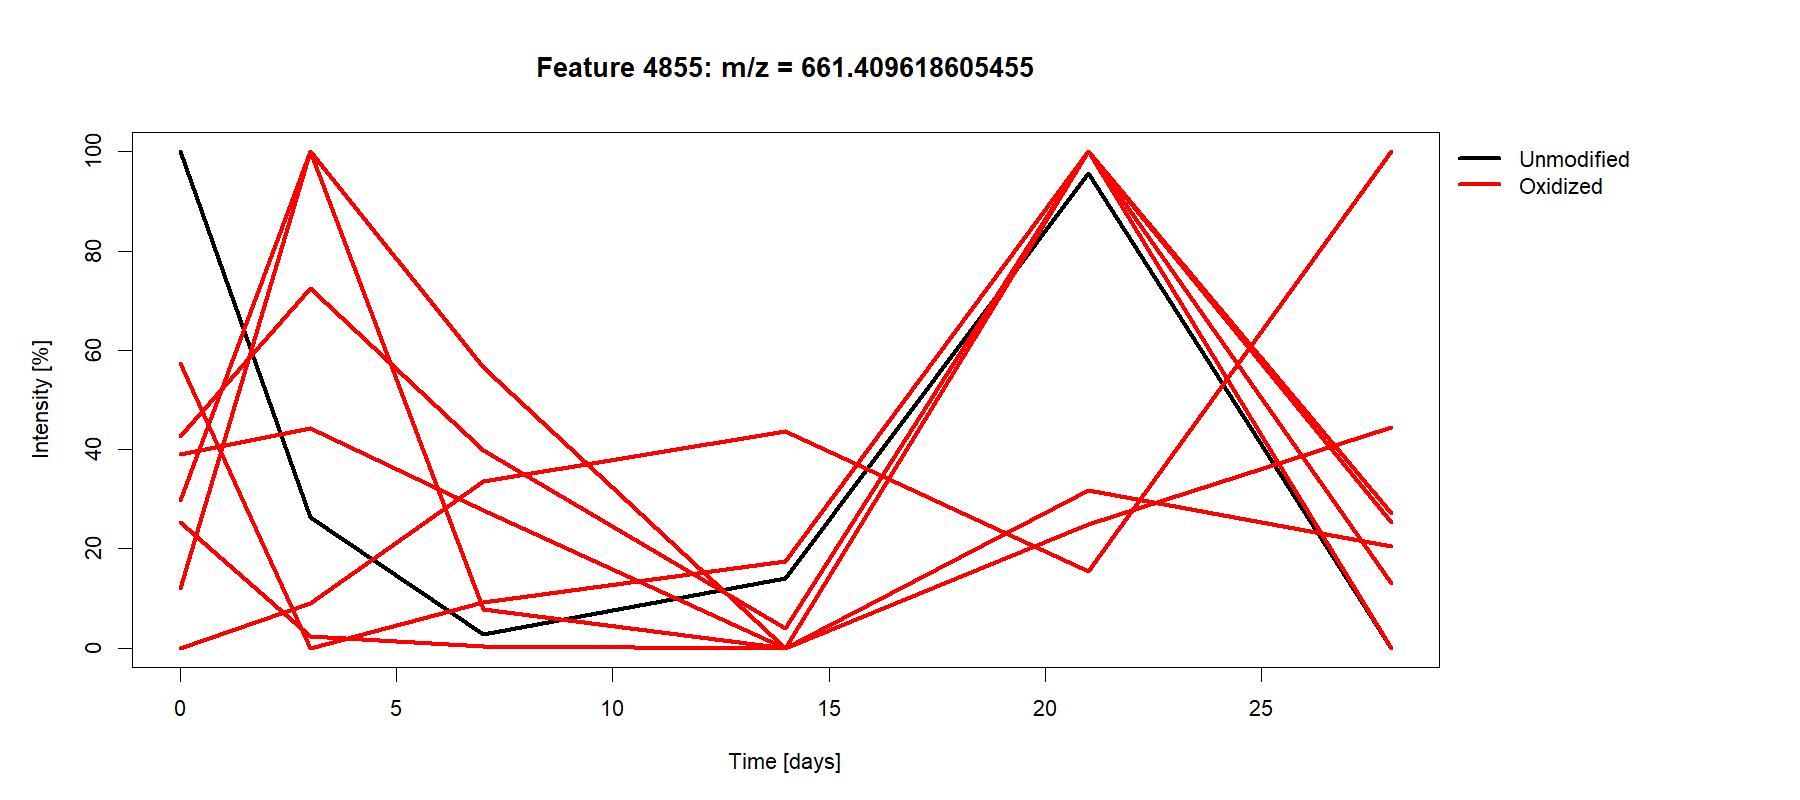 Feature 4855: m/z = 661.409618605455
Unmodified
Oxidized
100
80
60
40
20
0
Intensity [%]
0 5 10 15 20 25
Time [days]